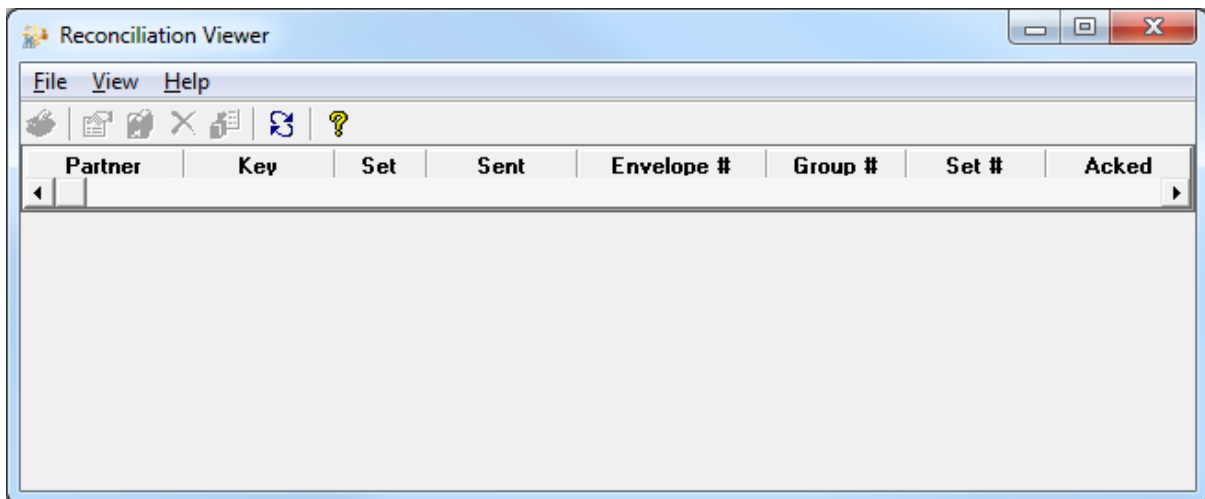 Reconciliation Viewer
File View Help
Partner Key Set Sent Envelope # Group # Set # Acked